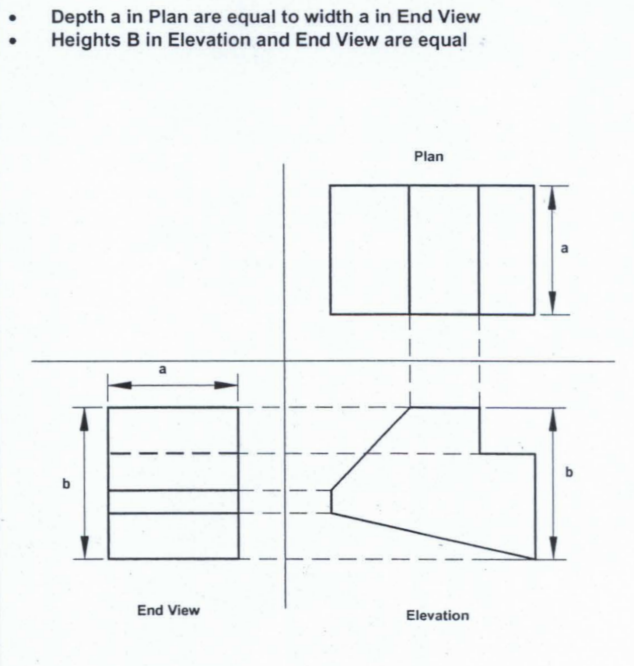 • Depth a in Plan are equal to width a in End View
• Heights B in Elevation and End View are equal
Plan
a
a
b
b
End View
Elevation